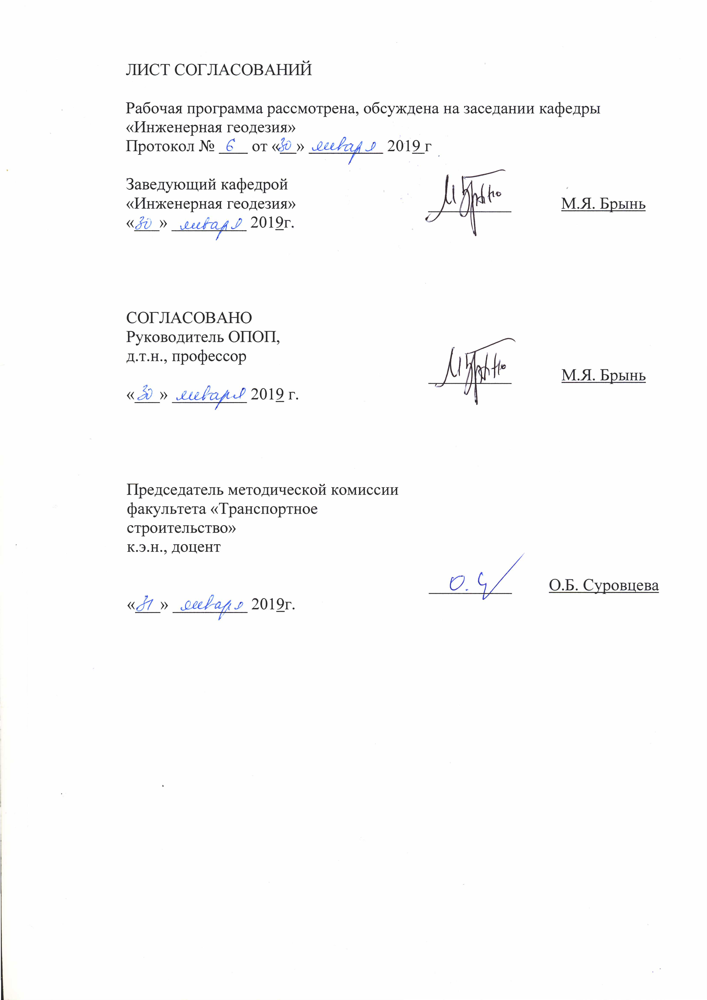 ЛИСТ СОГЛАСОВАНИЙ
Рабочая программа рассмотрена, обсуждена на заседании кафедры
«Инженерная геодезия»
Протокол № 6 от «30» января 2019 г
Заведующий кафедрой
«Инженерная геодезия» М.Я. Брынь
«30» января 2019г.
СОГЛАСОВАНО
Руководитель ОПОП,
д.т.н., профессор
М.Я. Брынь
«30» января 2019 г.
Председатель методической комиссии
факультета «Транспортное
строительство»
к.э.н., доцент
О.Б. Суровцева
«31» января 2019г.